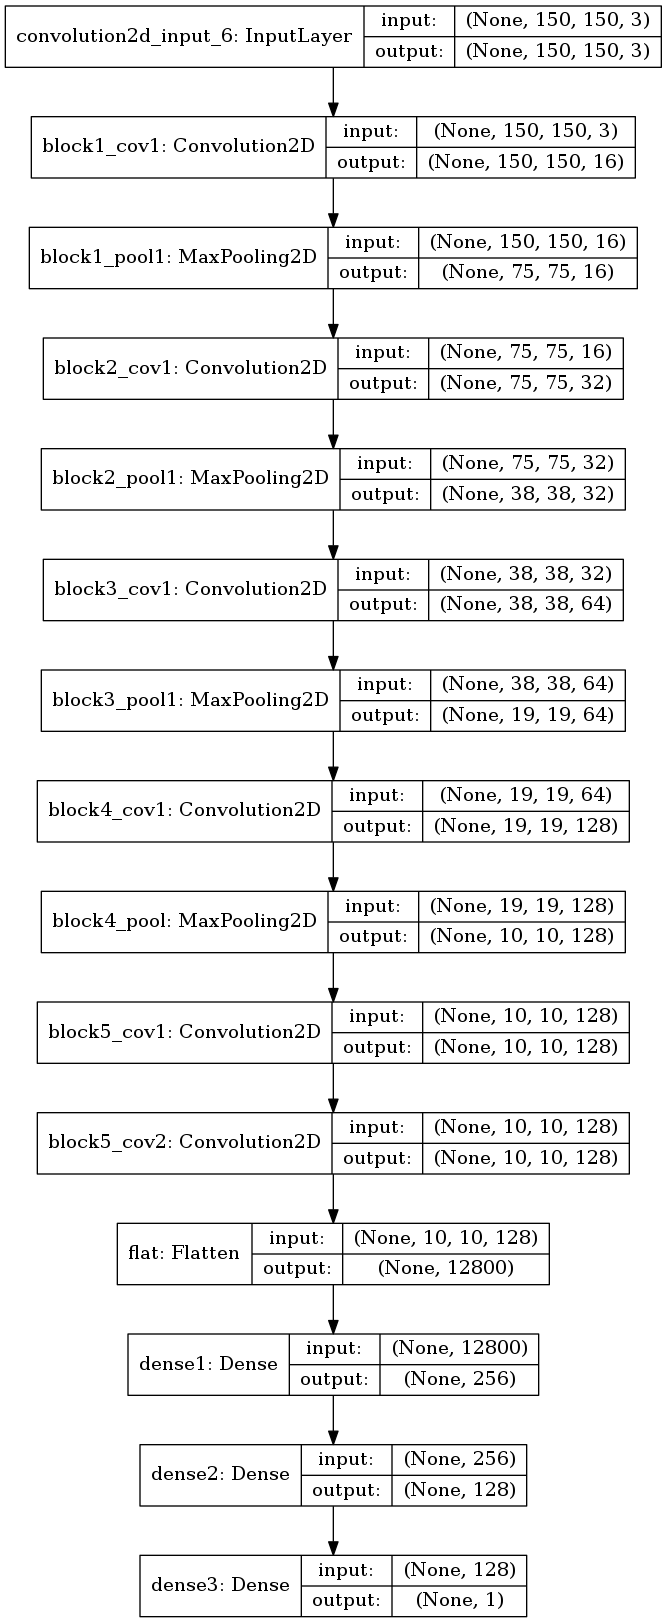 convolution2d_input_6: InputLayer
input: (None, 150, 150, 3)
output: (None, 150, 150, 3)
block1_cov1: Convolution2D
input: (None, 150, 150, 3)
output: (None, 150, 150, 16)
block1_pool1: MaxPooling2D
input: (None, 150, 150, 16)
output: (None, 75, 75, 16)
block2_cov1: Convolution2D
input: (None, 75, 75, 16)
output: (None, 75, 75, 32)
block2_pool1: MaxPooling2D
input: (None, 75, 75, 32)
output: (None, 38, 38, 32)
block3_cov1: Convolution2D
input: (None, 38, 38, 32)
output: (None, 38, 38, 64)
block3_pool1: MaxPooling2D
input: (None, 38, 38, 64)
output: (None, 19, 19, 64)
block4_cov1: Convolution2D
input: (None, 19, 19, 64)
output: (None, 19, 19, 128)
block4_pool: MaxPooling2D
input: (None, 19, 19, 128)
output: (None, 10, 10, 128)
block5_cov1: Convolution2D
input: (None, 10, 10, 128)
output: (None, 10, 10, 128)
block5_cov2: Convolution2D
input: (None, 10, 10, 128)
output: (None, 10, 10, 128)
flat: Flatten
input: (None, 10, 10, 128)
output: (None, 12800)
dense1: Dense
input: (None, 12800)
output: (None, 256)
dense2: Dense
input: (None, 256)
output: (None, 128)
dense3: Dense
input: (None, 128)
output: (None, 1)